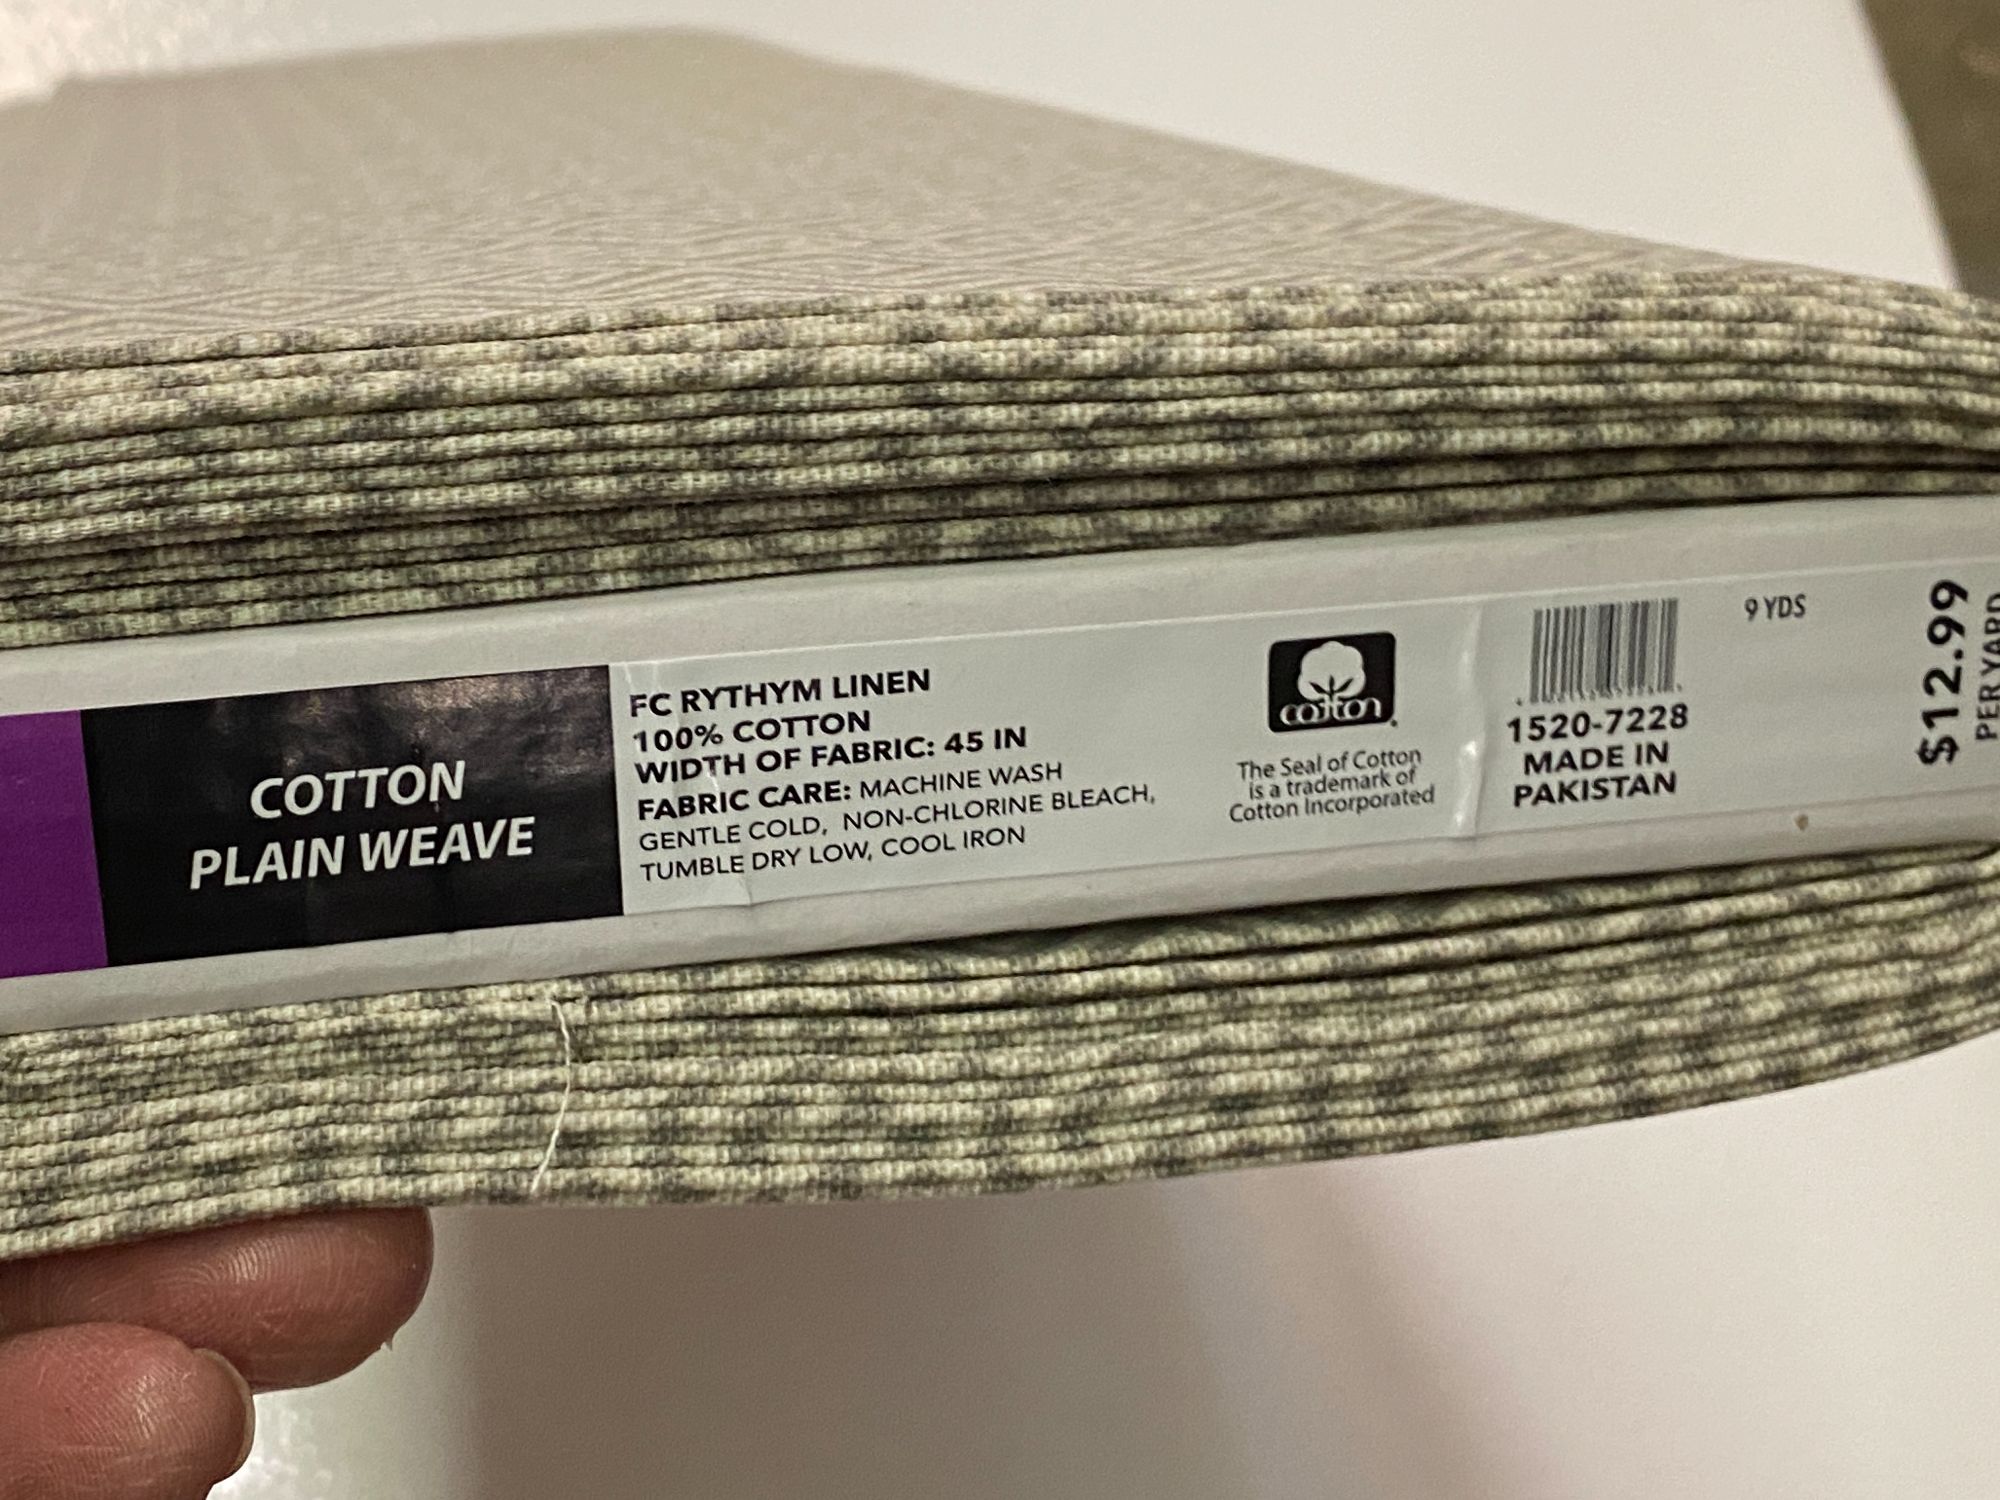 COTTON
PLAIN WEAVE
FC RYTHYM LINEN
100% COTTON
WIDTH OF FABRIC: 45 IN
FABRIC CARE: MACHINE WASH
GENTLE COLD, NON-CHLORINE BLEACH,
TUMBLE DRY LOW, COOL IRON
cotton
The Seal of Cotton
is a trademark of
Cotton Incorporated
1520-7228
MADE IN
PAKISTAN
9 YDS
$12.99
PER YARD